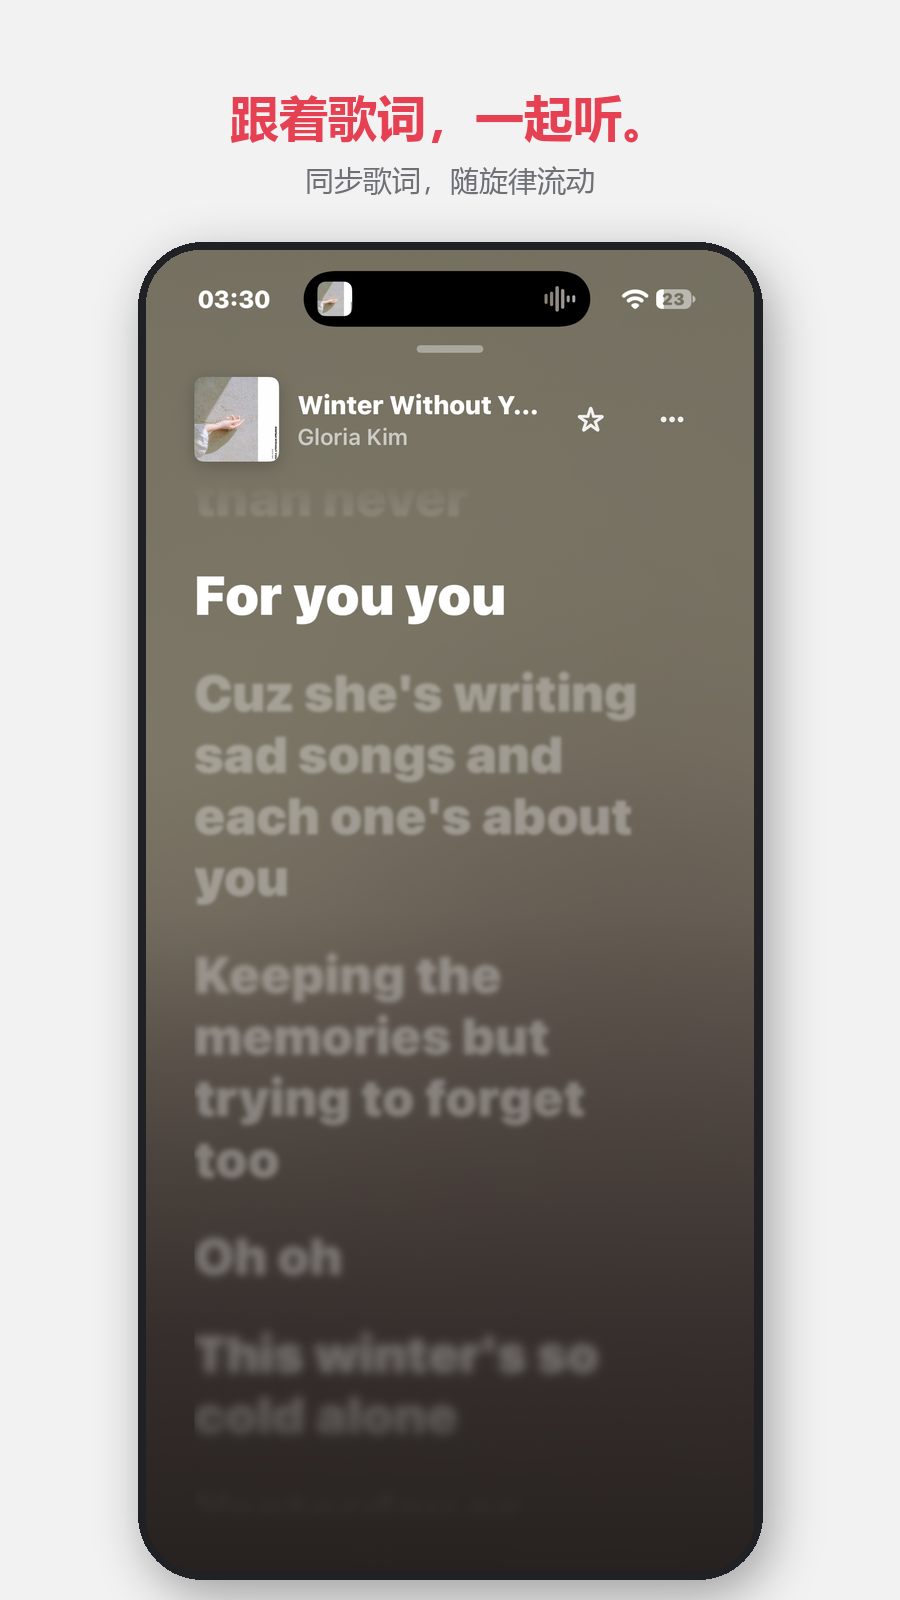 跟着歌词，一起听。
同步歌词，随旋律流动
03:30
23
Winter Without Y...
Gloria Kim
than never
For you you
Cuz she's writing
sad songs and
each one's about
you
Keeping the
memories but
trying to forget
too
Oh oh
This winter's so
cold alone